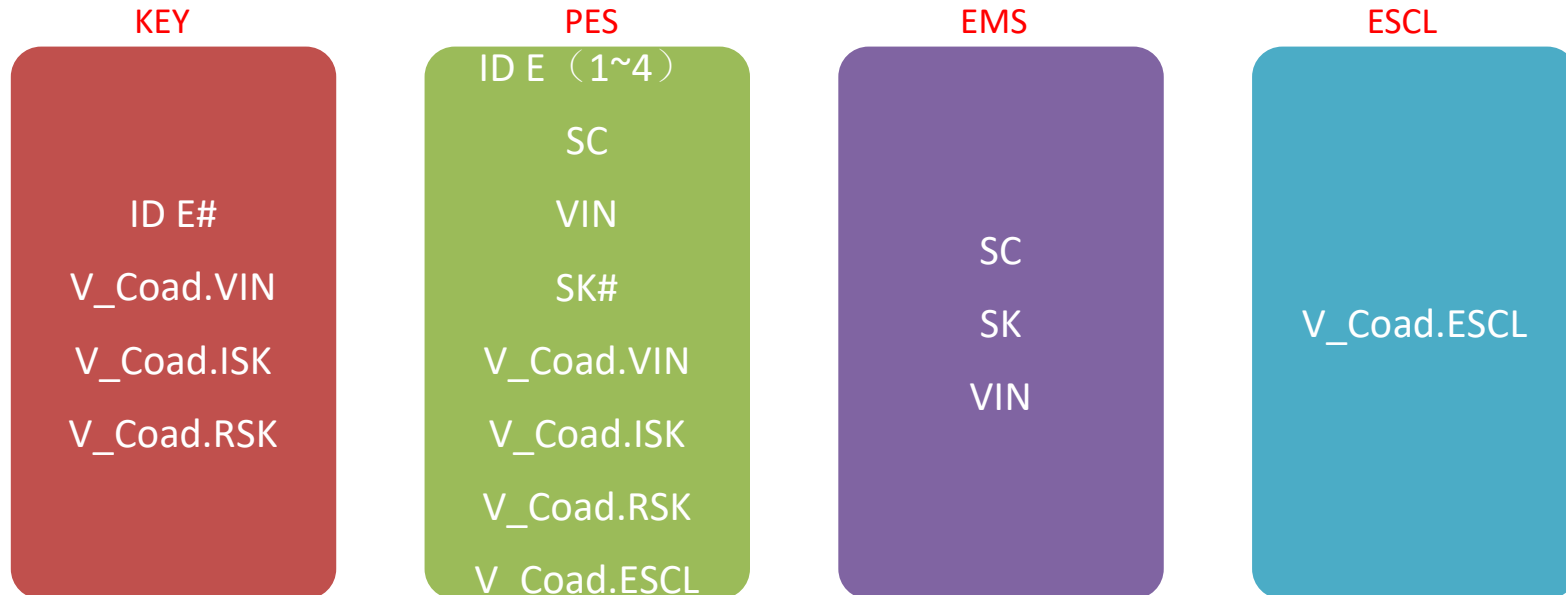 KEY
ID E#
V_Coad.VIN
V_Coad.ISK
V_Coad.RSK
PES
ID E（1~4）
SC
VIN
SK#
V_Coad.VIN
V_Coad.ISK
V_Coad.RSK
V_Coad.ESCL
EMS
SC
SK
VIN
ESCL
V_Coad.ESCL